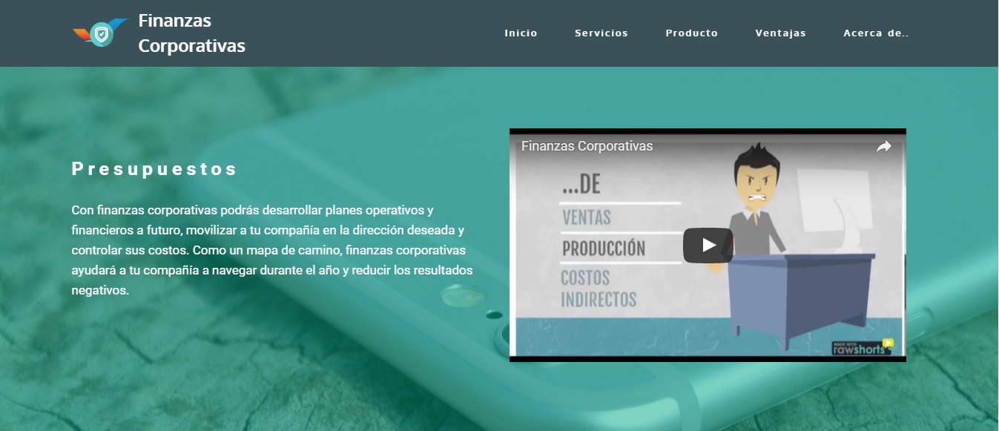 Finanzas
Corporativas
Inicio
Servicios
Producto
Ventajas
Acerca de..
Presupuestos
Con finanzas corporativas podrás desarrollar planes operativos y
financieros a futuro, movilizar a tu compañía en la dirección deseada y
controlar sus costos. Como un mapa de camino, finanzas corporativas
ayudará a tu compañía a navegar durante el año y reducir los resultados
negativos.
Finanzas Corporativas
...DE
VENTAS
PRODUCCIÓN
COSTOS
INDIRECTOS
MADE WITH
rawshorts